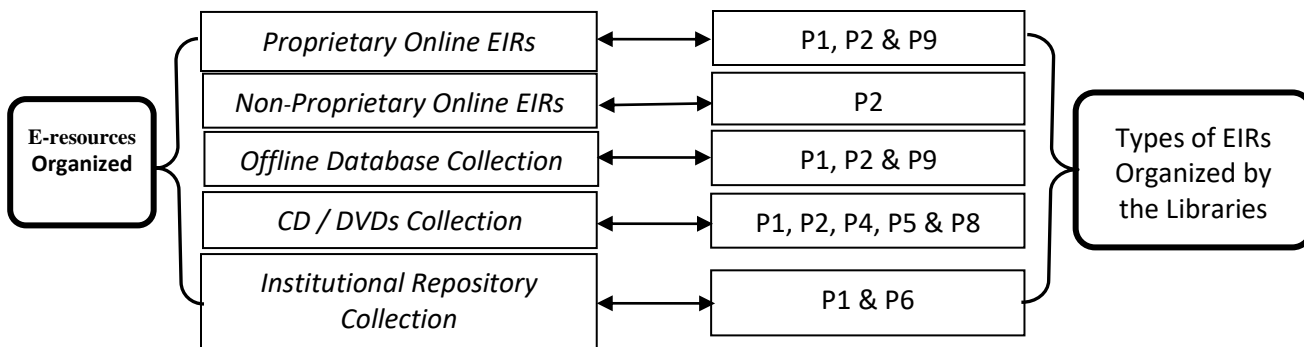 E-resources
Organized
Proprietary Online EIRs
P1, P2 & P9
Non-Proprietary Online EIRs
P2
Offline Database Collection
P1, P2 & P9
CD / DVDs Collection
P1, P2, P4, P5 & P8
Institutional Repository
Collection
P1 & P6
Types of EIRs
Organized by
the Libraries